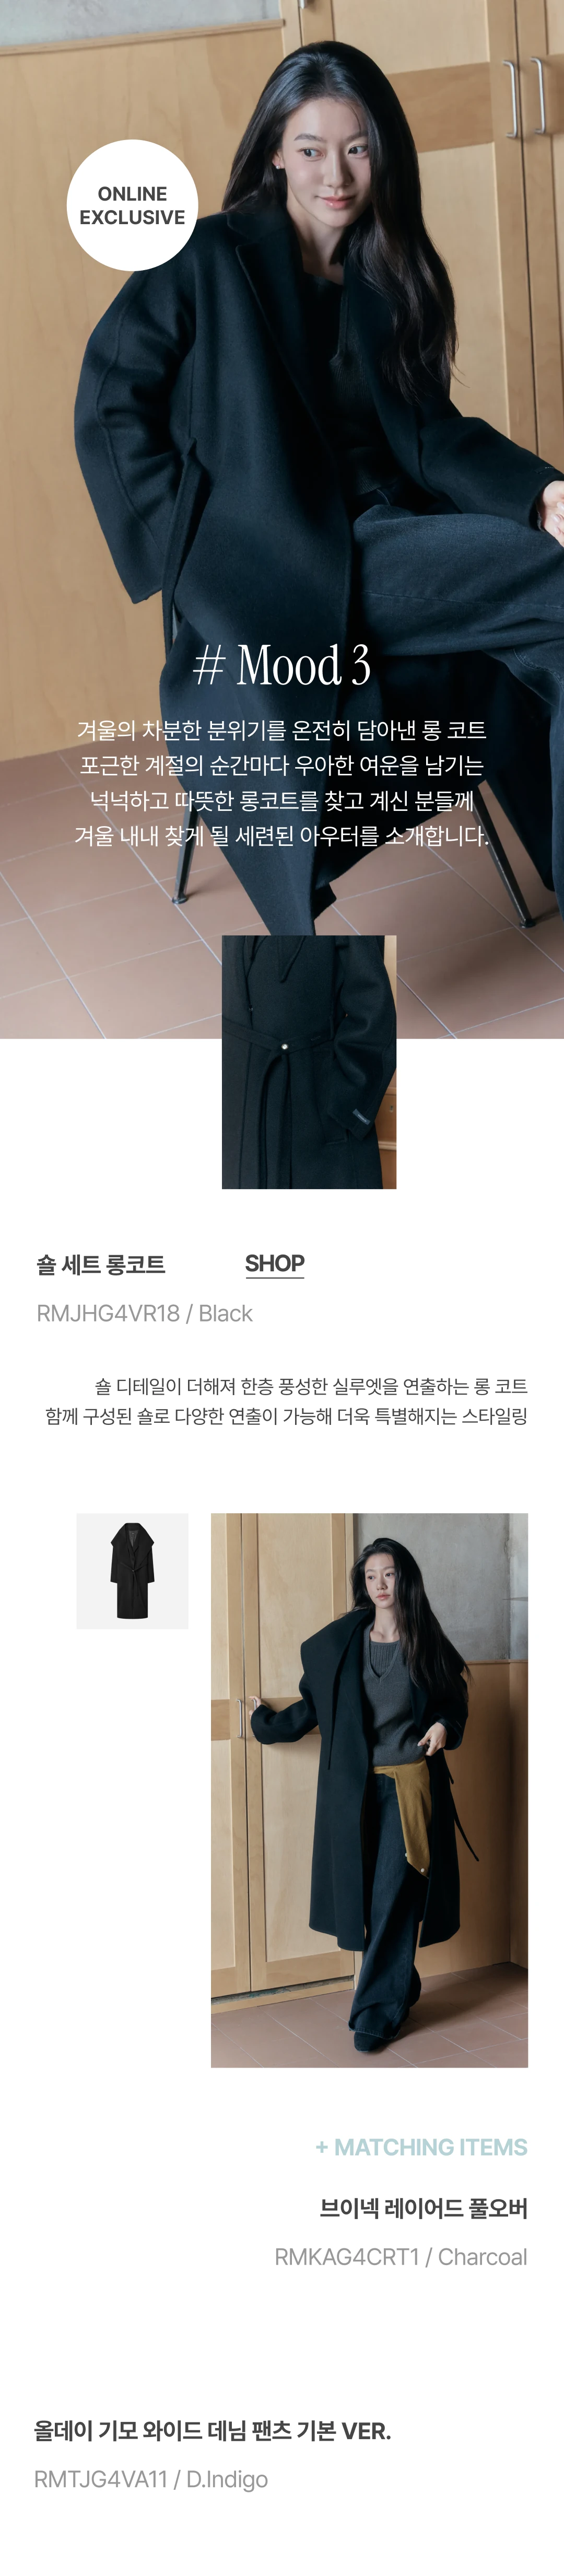 ONLINE
EXCLUSIVE
# Mood 3
겨울의 차분한 분위기를 온전히 담아낸 롱 코트
포근한 계절의 순간마다 우아한 여운을 남기는
넉넉하고 따뜻한 롱코트를 찾고 계신 분들께
겨울 내내 찾게 될 세련된 아우터를 소개합니다.
숄 세트 롱코트
SHOP
RMJHG4VR18 / Black
숄 디테일이 더해져 한층 풍성한 실루엣을 연출하는 롱 코트
함께 구성된 숄로 다양한 연출이 가능해 더욱 특별해지는 스타일링
+ MATCHING ITEMS
브이넥 레이어드 풀오버
RMKAG4CRT1 / Charcoal
올데이 기모 와이드 데님 팬츠 기본 VER.
RMTJG4VA11 / D.Indigo